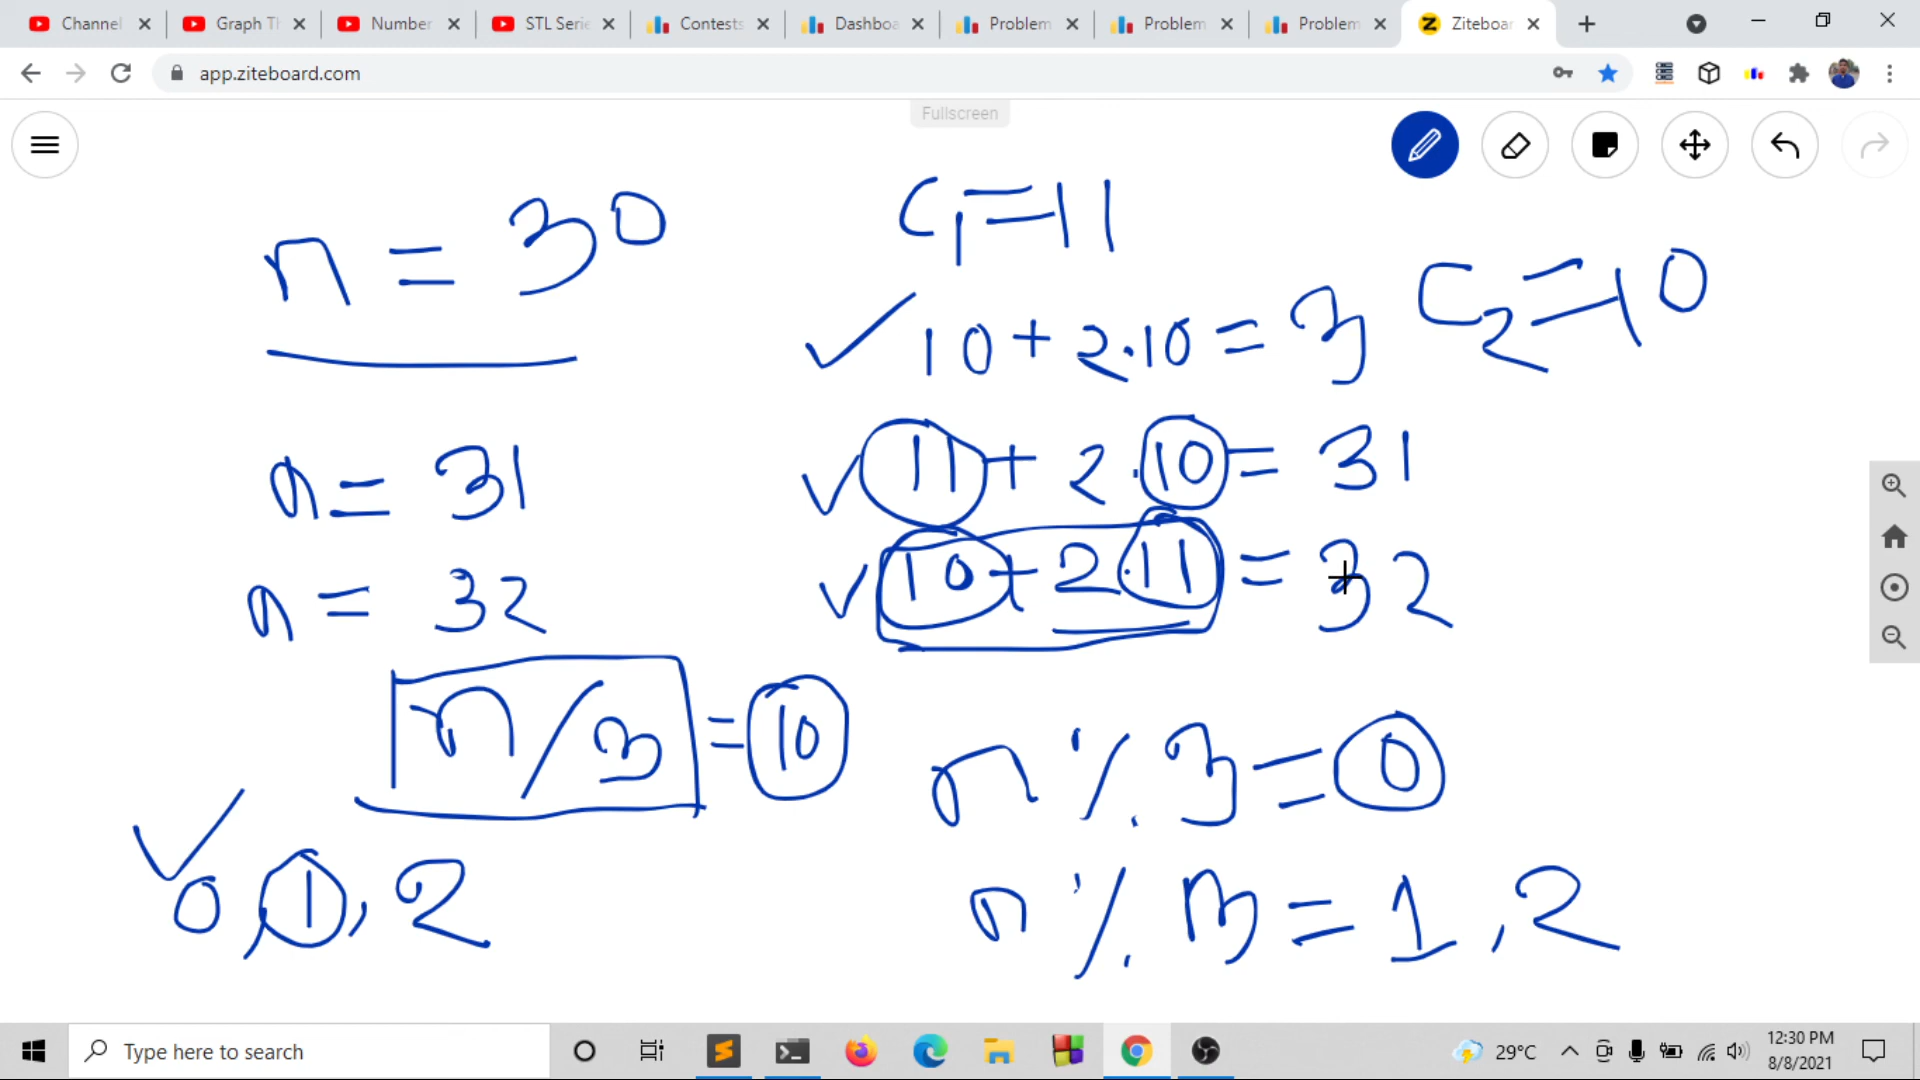 Channel
Graph Th
Number
STL Serie
Contests
Dashboa
Problem
Problem
Problem
Ziteboar
app.ziteboard.com
Fullscreen
n = 30
C1 = 11
C2 = 10
10 + 2.10 = 3
n = 31
11 + 2.10 = 31
n = 32
10 + 2.11 = 32
n/3 = 10
n % 3 = 0
0, 1, 2
n % 3 = 1, 2
Type here to search
29°C
12:30 PM
8/8/2021